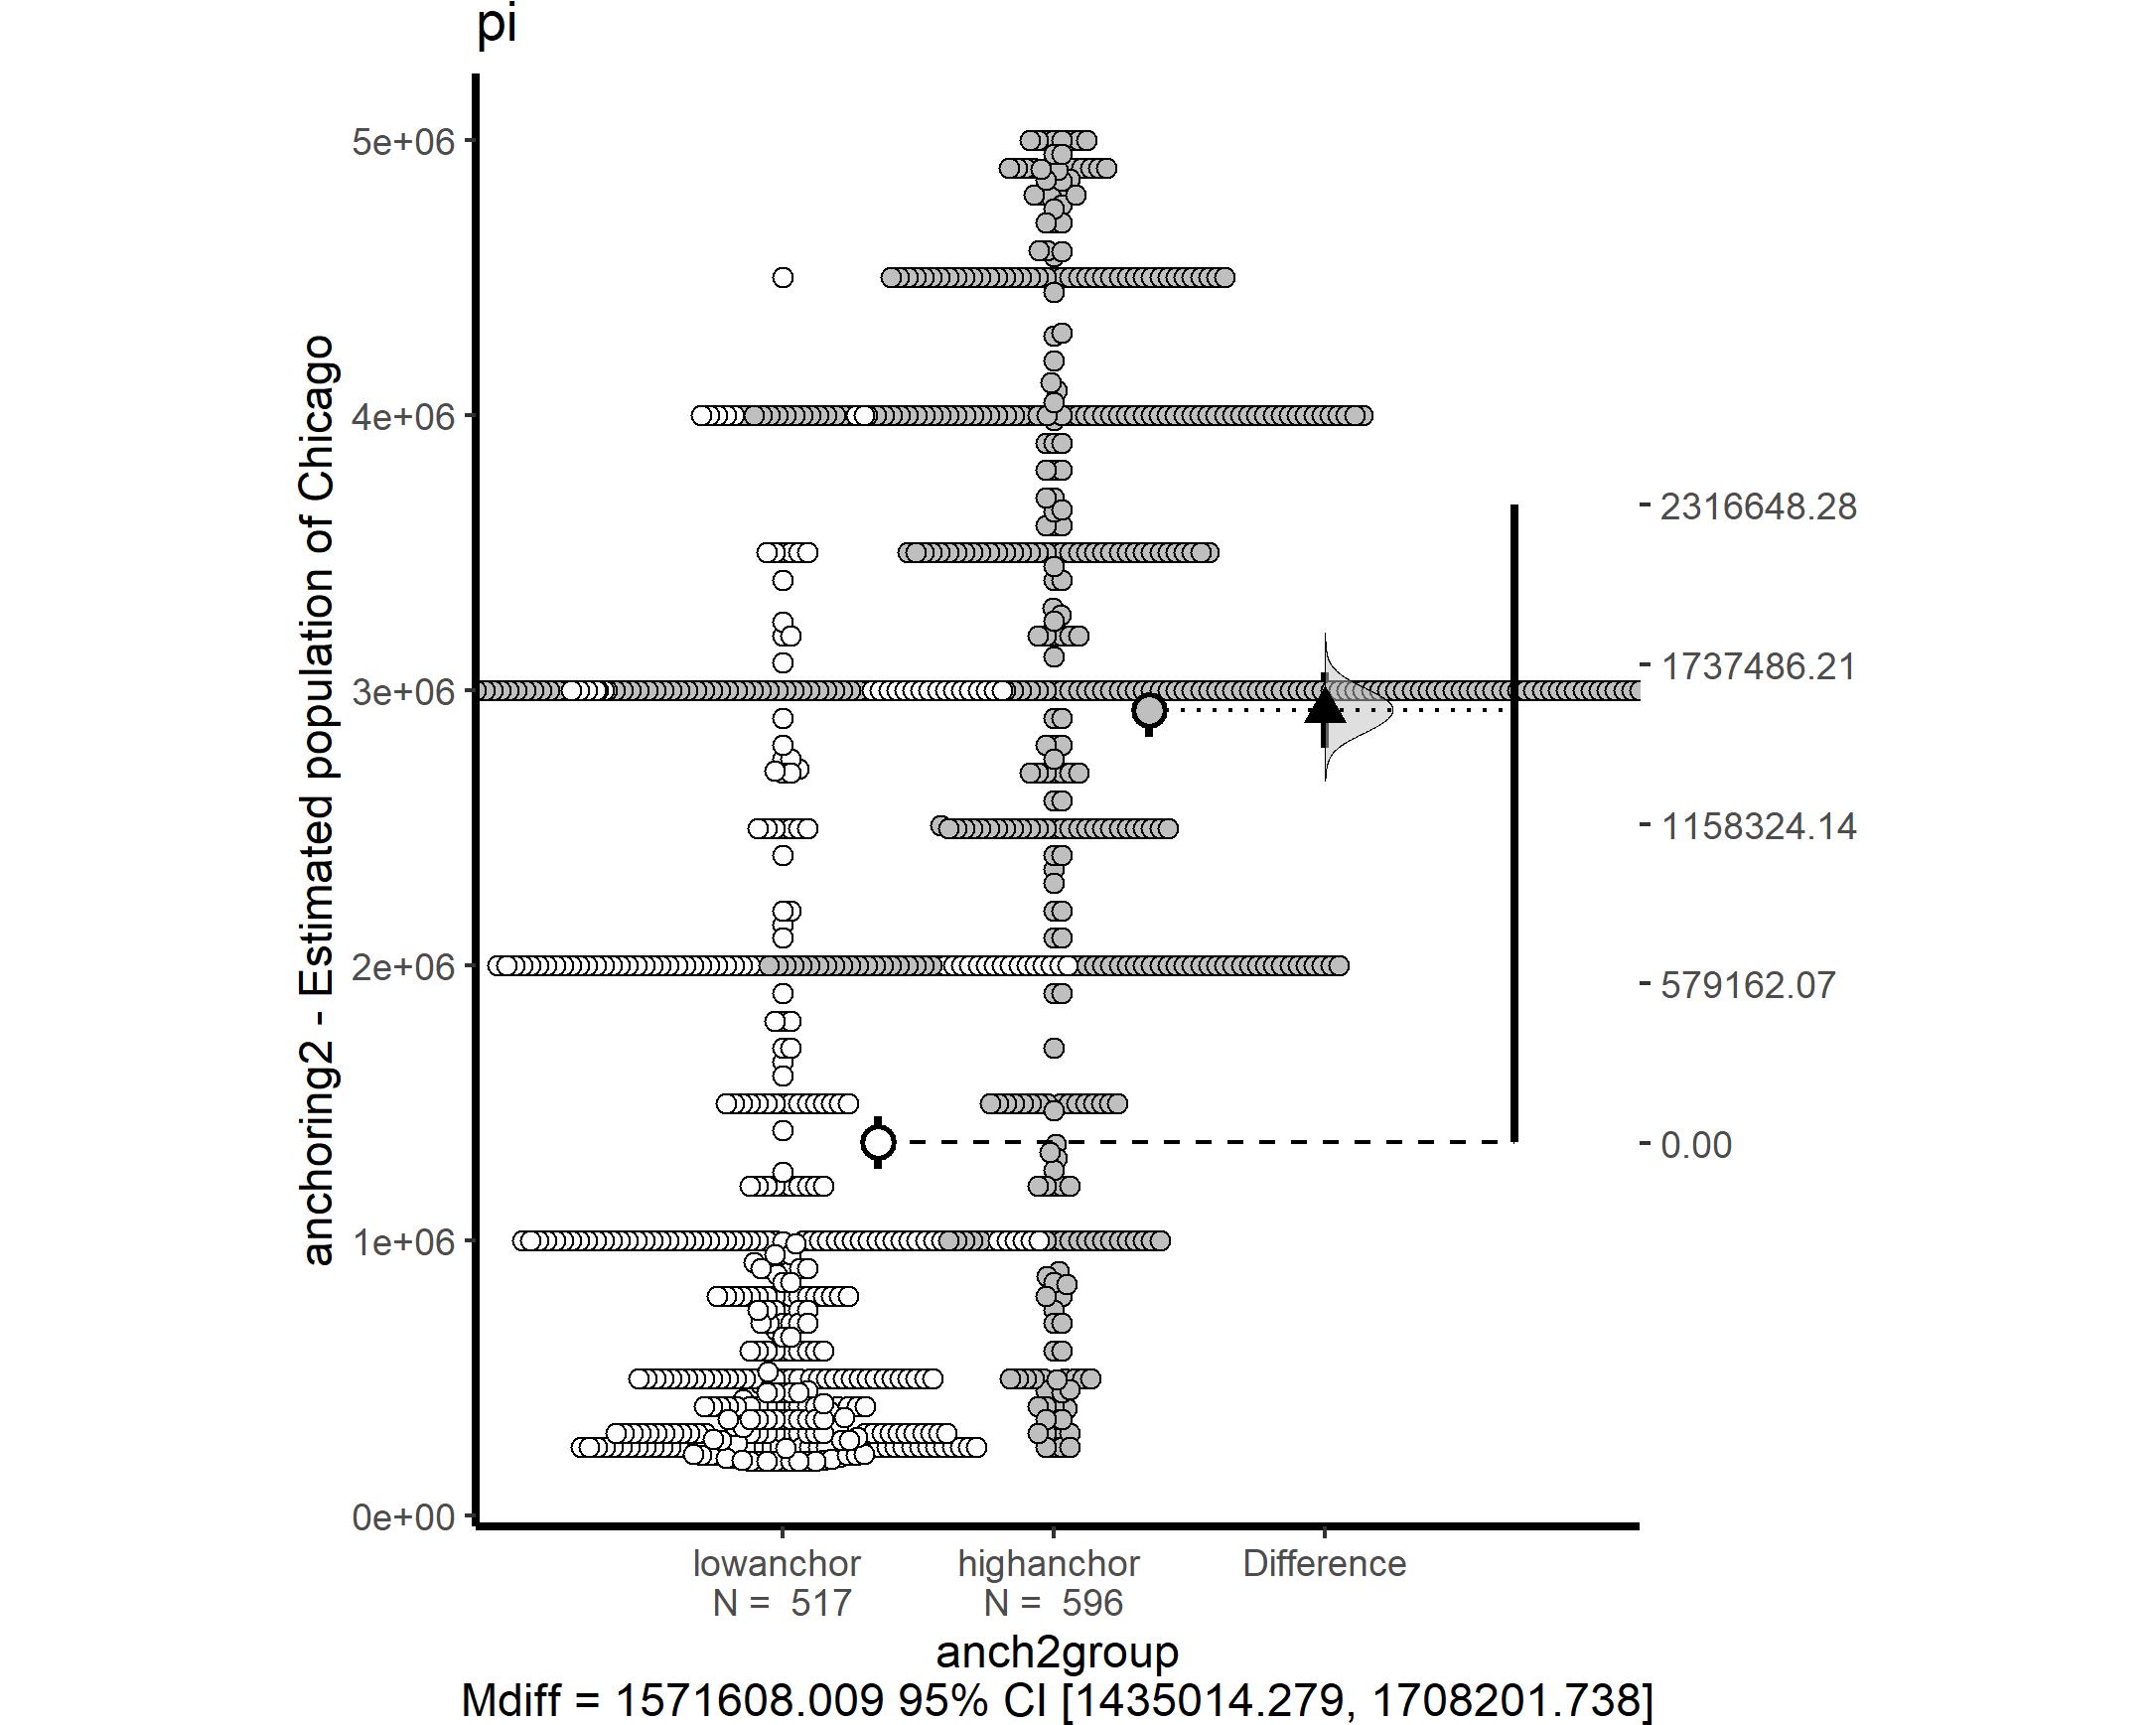 pi
anchoring2 - Estimated population of Chicago
5e+06
4e+06
3e+06
2e+06
1e+06
0e+00
2316648.28
1737486.21
1158324.14
579162.07
0.00
lowanchor
N = 517
highanchor
N = 596
Difference
anch2group
Mdiff = 1571608.009 95% CI [1435014.279, 1708201.738]